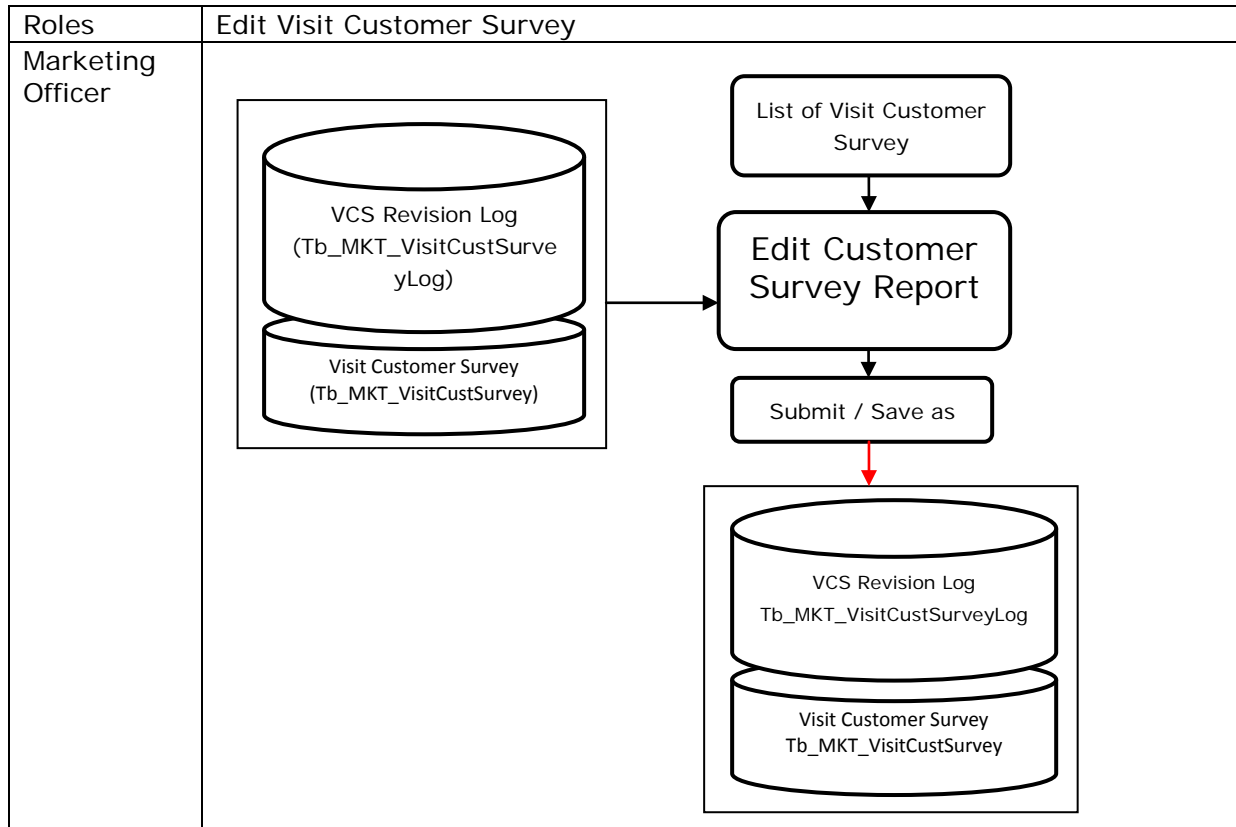 Roles
Edit Visit Customer Survey
Marketing
Officer
List of Visit Customer
Survey
VCS Revision Log
(Tb_MKT_VisitCustSurve
yLog)
Visit Customer Survey
(Tb_MKT_VisitCustSurvey)
Edit Customer
Survey Report
Submit / Save as
VCS Revision Log
Tb_MKT_VisitCustSurveyLog
Visit Customer Survey
Tb_MKT_VisitCustSurvey